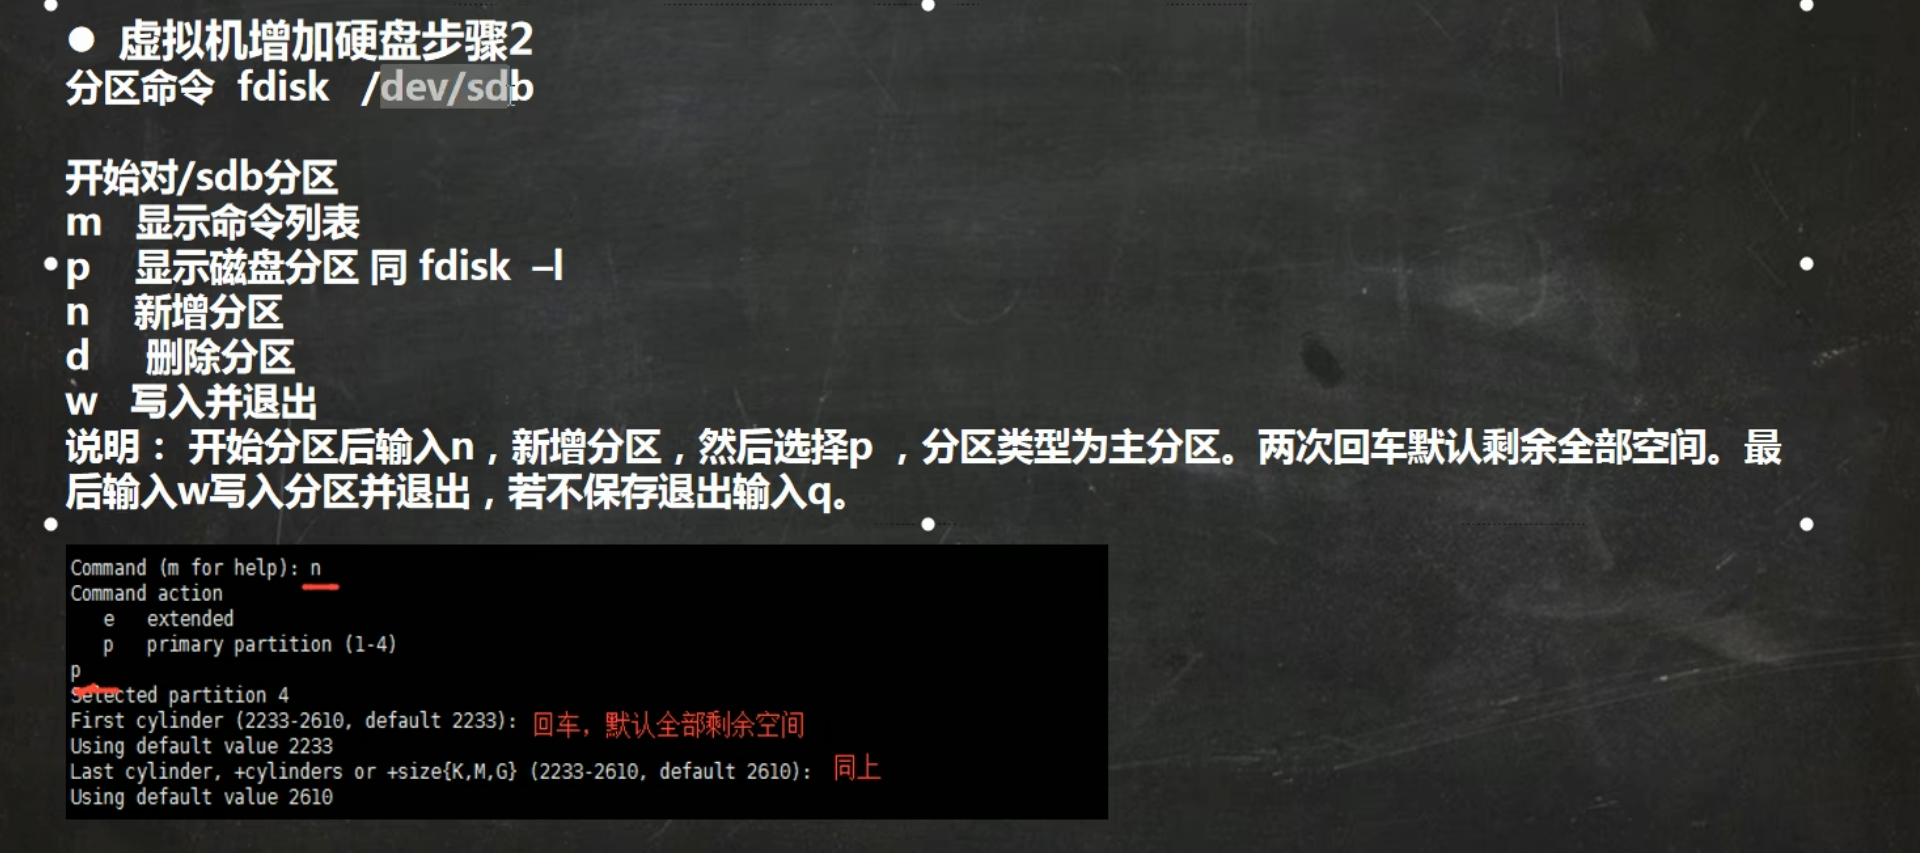 ● 虚拟机增加硬盘步骤2
分区命令 fdisk /dev/sdb
开始对/sdb分区
m 显示命令列表
p 显示磁盘分区 同 fdisk –l
n 新增分区
d 删除分区
w 写入并退出
说明： 开始分区后输入n，新增分区，然后选择p ，分区类型为主分区。两次回车默认剩余全部空间。最
后输入w写入分区并退出，若不保存退出输入q。
Command (m for help): n
Command action
e extended
p primary partition (1-4)
p
Selected partition 4
First cylinder (2233-2610, default 2233): 回车，默认全部剩余空间
Using default value 2233
Last cylinder, +cylinders or +size{K,M,G} (2233-2610, default 2610): 同上
Using default value 2610